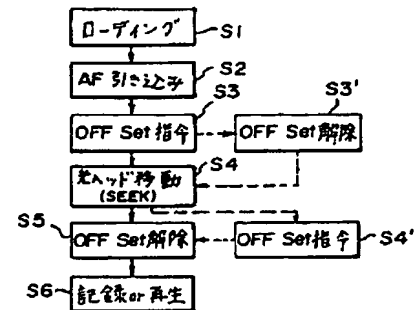 ローディング
S1
AF 引き込み
S2
S3
S3'
OFF Set 指令
OFF Set 解除
S4
光ヘッド移動
(SEEK)
S5
OFF Set 解除
OFF Set 指令
S4'
S6
記録or再生